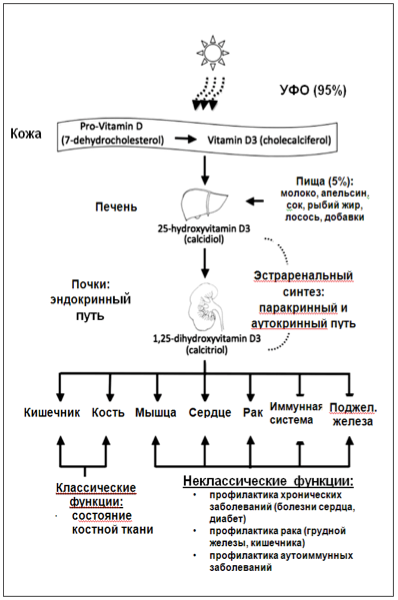 УФО (95%)
Кожа
Pro-Vitamin D
(7-dehydrocholesterol)
Vitamin D3 (cholecalciferol)
Пища (5%):
молоко, апельсин,
сок, рыбий жир,
лосось, добавки
Печень
25-hydroxyvitamin D3
(calcidiol)
Почки:
эндокринный
путь
Эстраренальный
синтез:
паракринный и
аутокринный путь
1,25-dihydroxyvitamin D3
(calcitriol)
Кишечник Кость Мышца Сердце Рак Иммунная Поджел.
система железа
Классические
функции:
· состояние
костной ткани
Неклассические функции:
• профилактика хронических
заболеваний (болезни сердца,
диабет)
• профилактика рака (грудной
железы, кишечника)
• профилактика аутоиммунных
заболеваний